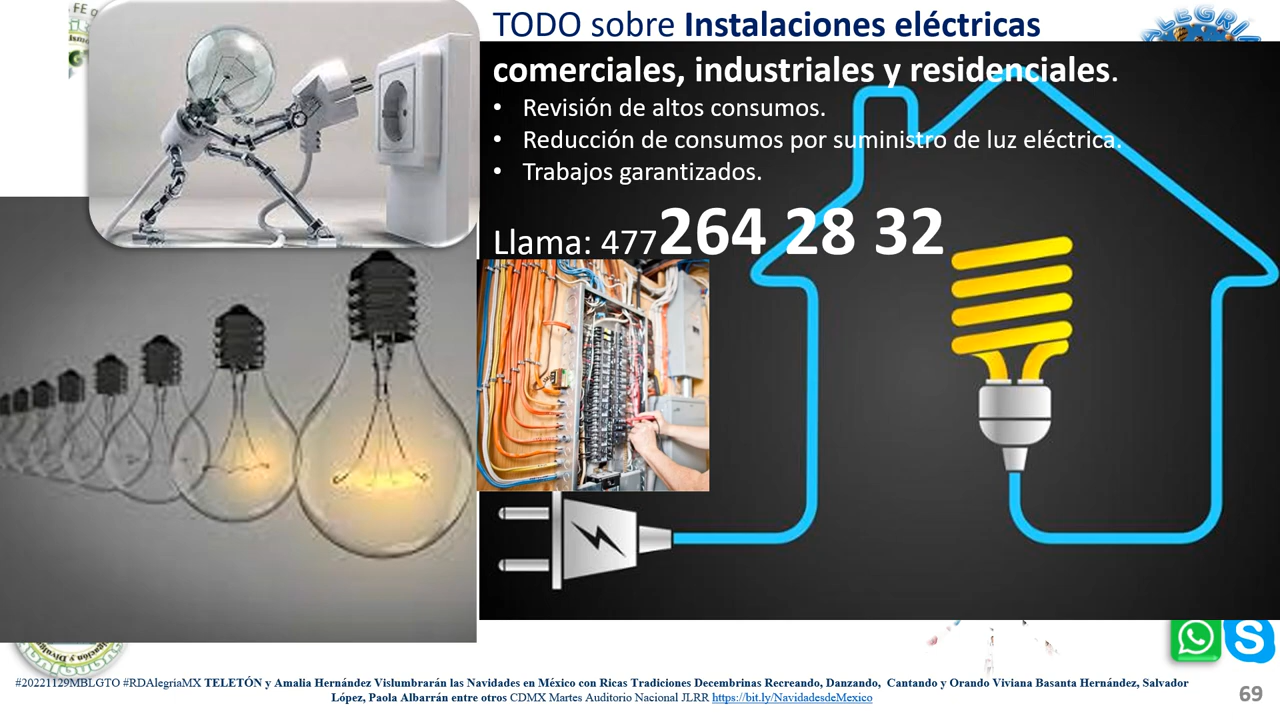 FE
TODO sobre Instalaciones eléctricas
ALEGRIA
comerciales, industriales y residenciales.
• Revisión de altos consumos.
• Reducción de consumos por suministro de luz eléctrica.
• Trabajos garantizados.
Llama: 477264 28 32
#20221129MBLGTO #RDAlegriaMX TELETÓN y Amalia Hernández Vislumbrarán las Navidades en México con Ricas Tradiciones Decembrinas Recreando, Danzando, Cantando y Orando Viviana Basanta Hernández, Salvador
López, Paola Albarrán entre otros CDMX Martes Auditorio Nacional JLRR https://bit.ly/NavidadesdeMexico
69